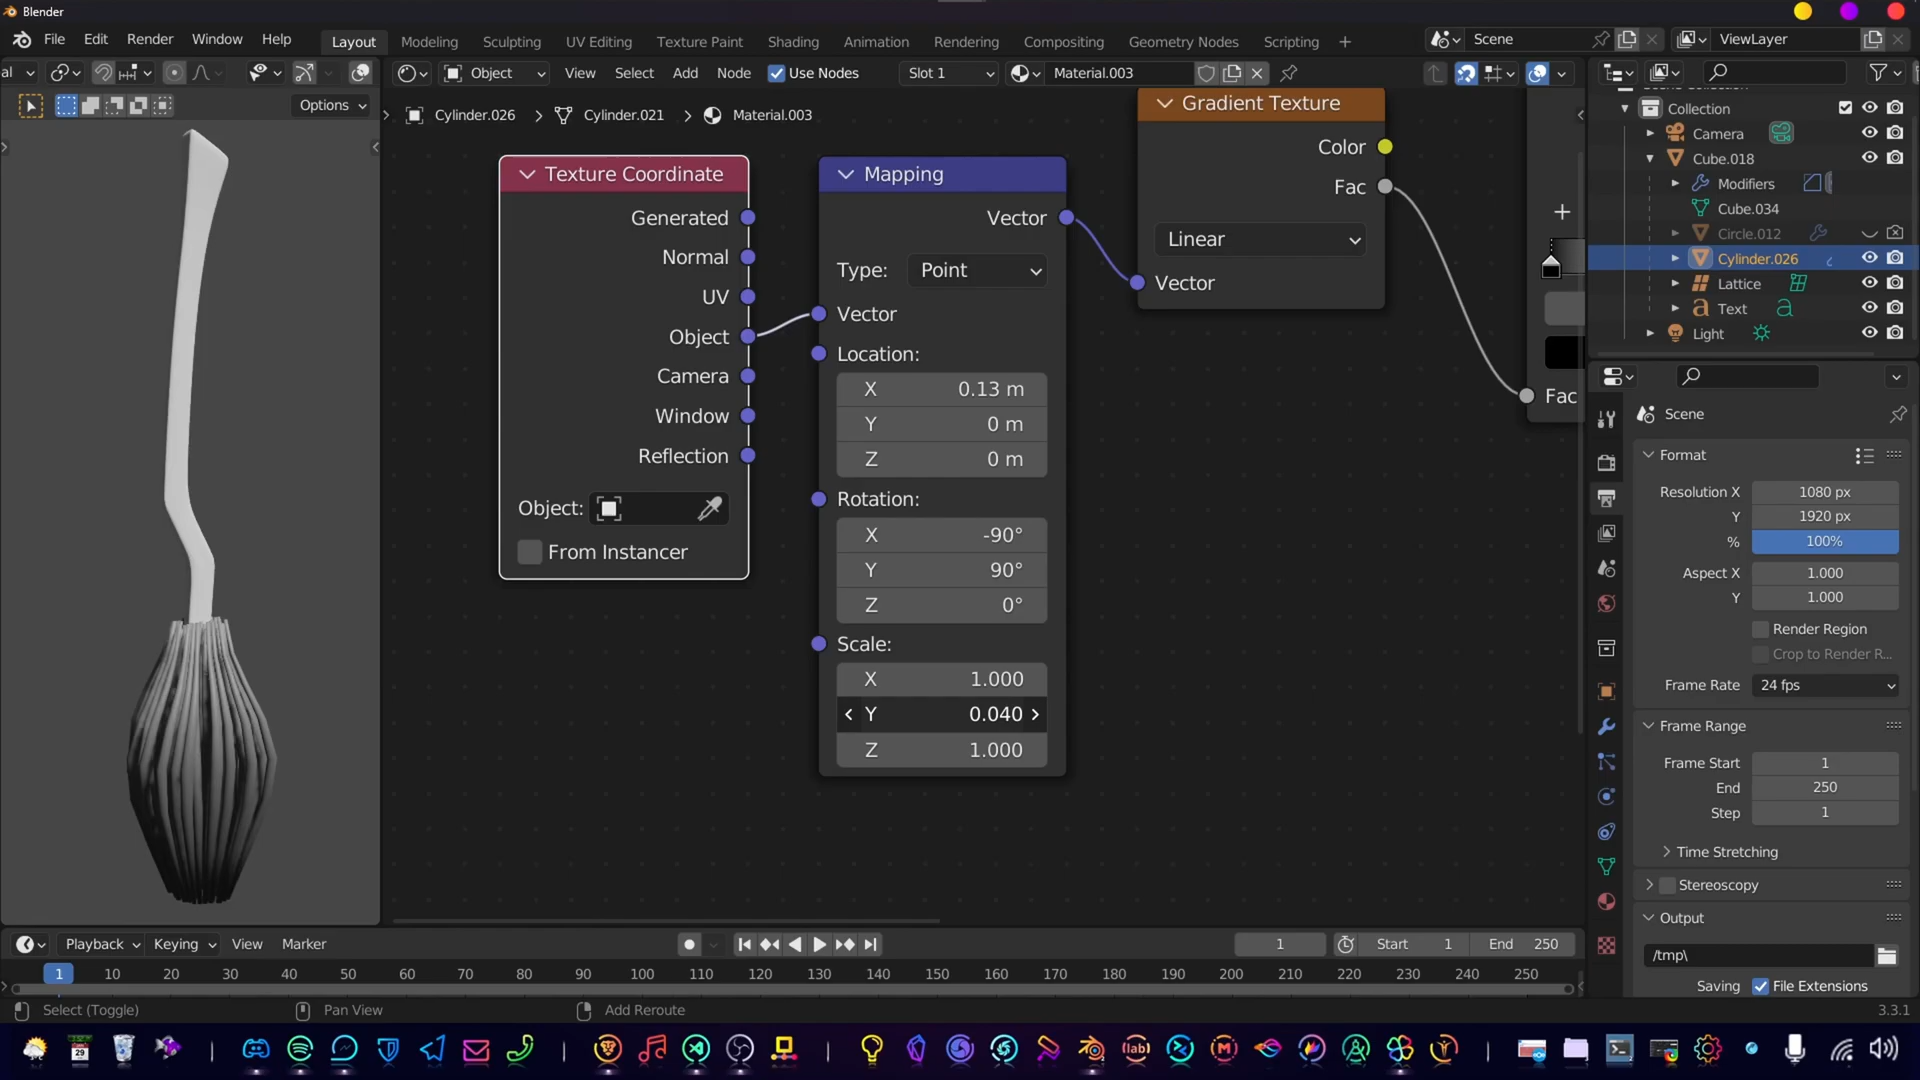 Blender
File Edit Render Window Help Layout Modeling Sculpting UV Editing Texture Paint Shading Animation Rendering Compositing Geometry Nodes Scripting + Scene ViewLayer
al Object View Select Add Node Use Nodes Slot 1 Material.003
Options
Cylinder.026 > Cylinder.021 > Material.003
Texture Coordinate
Generated
Normal
UV
Object
Camera
Window
Reflection
Object:
From Instancer
Mapping
Vector
Type: Point
Vector
Location:
X 0.13 m
Y 0 m
Z 0 m
Rotation:
X -90°
Y 90°
Z 0°
Scale:
X 1.000
Y 0.040
Z 1.000
Gradient Texture
Color
Fac
Linear
Vector
+
Fac
Collection
Camera
Cube.018
Modifiers
Cube.034
Circle.012
Cylinder.026
Lattice
Text
Light
Scene
Format
Resolution X 1080 px
Y 1920 px
% 100%
Aspect X 1.000
Y 1.000
Render Region
Crop to Render R...
Frame Rate 24 fps
Frame Range
Frame Start 1
End 250
Step 1
Time Stretching
Stereoscopy
Output
/tmp\
Saving File Extensions
Playback Keying View Marker 1 Start 1 End 250
1 10 20 30 40 50 60 70 80 90 100 110 120 130 140 150 160 170 180 190 200 210 220 230 240 250
Select (Toggle) Pan View Add Reroute 3.3.1
29
lab